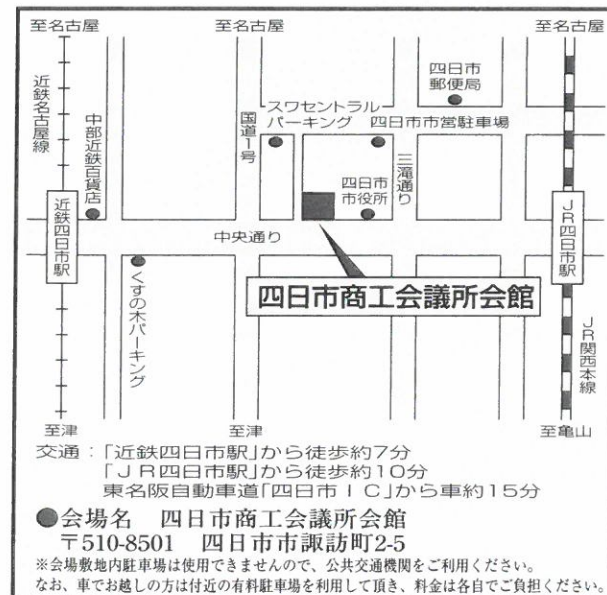 至名古屋
至名古屋
至名古屋
近鉄名古屋線
中部近鉄百貨店
近鉄四日市駅
国道1号
スワセントラル
パーキング
四日市
郵便局
四日市市営駐車場
三滝通り
四日市
市役所
JR四日市駅
中央通り
くすの木パーキング
四日市商工会議所会館
JR関西本線
至津
至津
至亀山
交通:「近鉄四日市駅」から徒歩約7分
「JR四日市駅」から徒歩約10分
東名阪自動車道「四日市IC」から車約15分
●会場名 四日市商工会議所会館
〒510-8501 四日市市諏訪町2-5
※会場敷地内駐車場は使用できませんので、公共交通機関をご利用ください。
なお、車でお越しの方は付近の有料駐車場を利用して頂き、料金は各自でご負担ください。